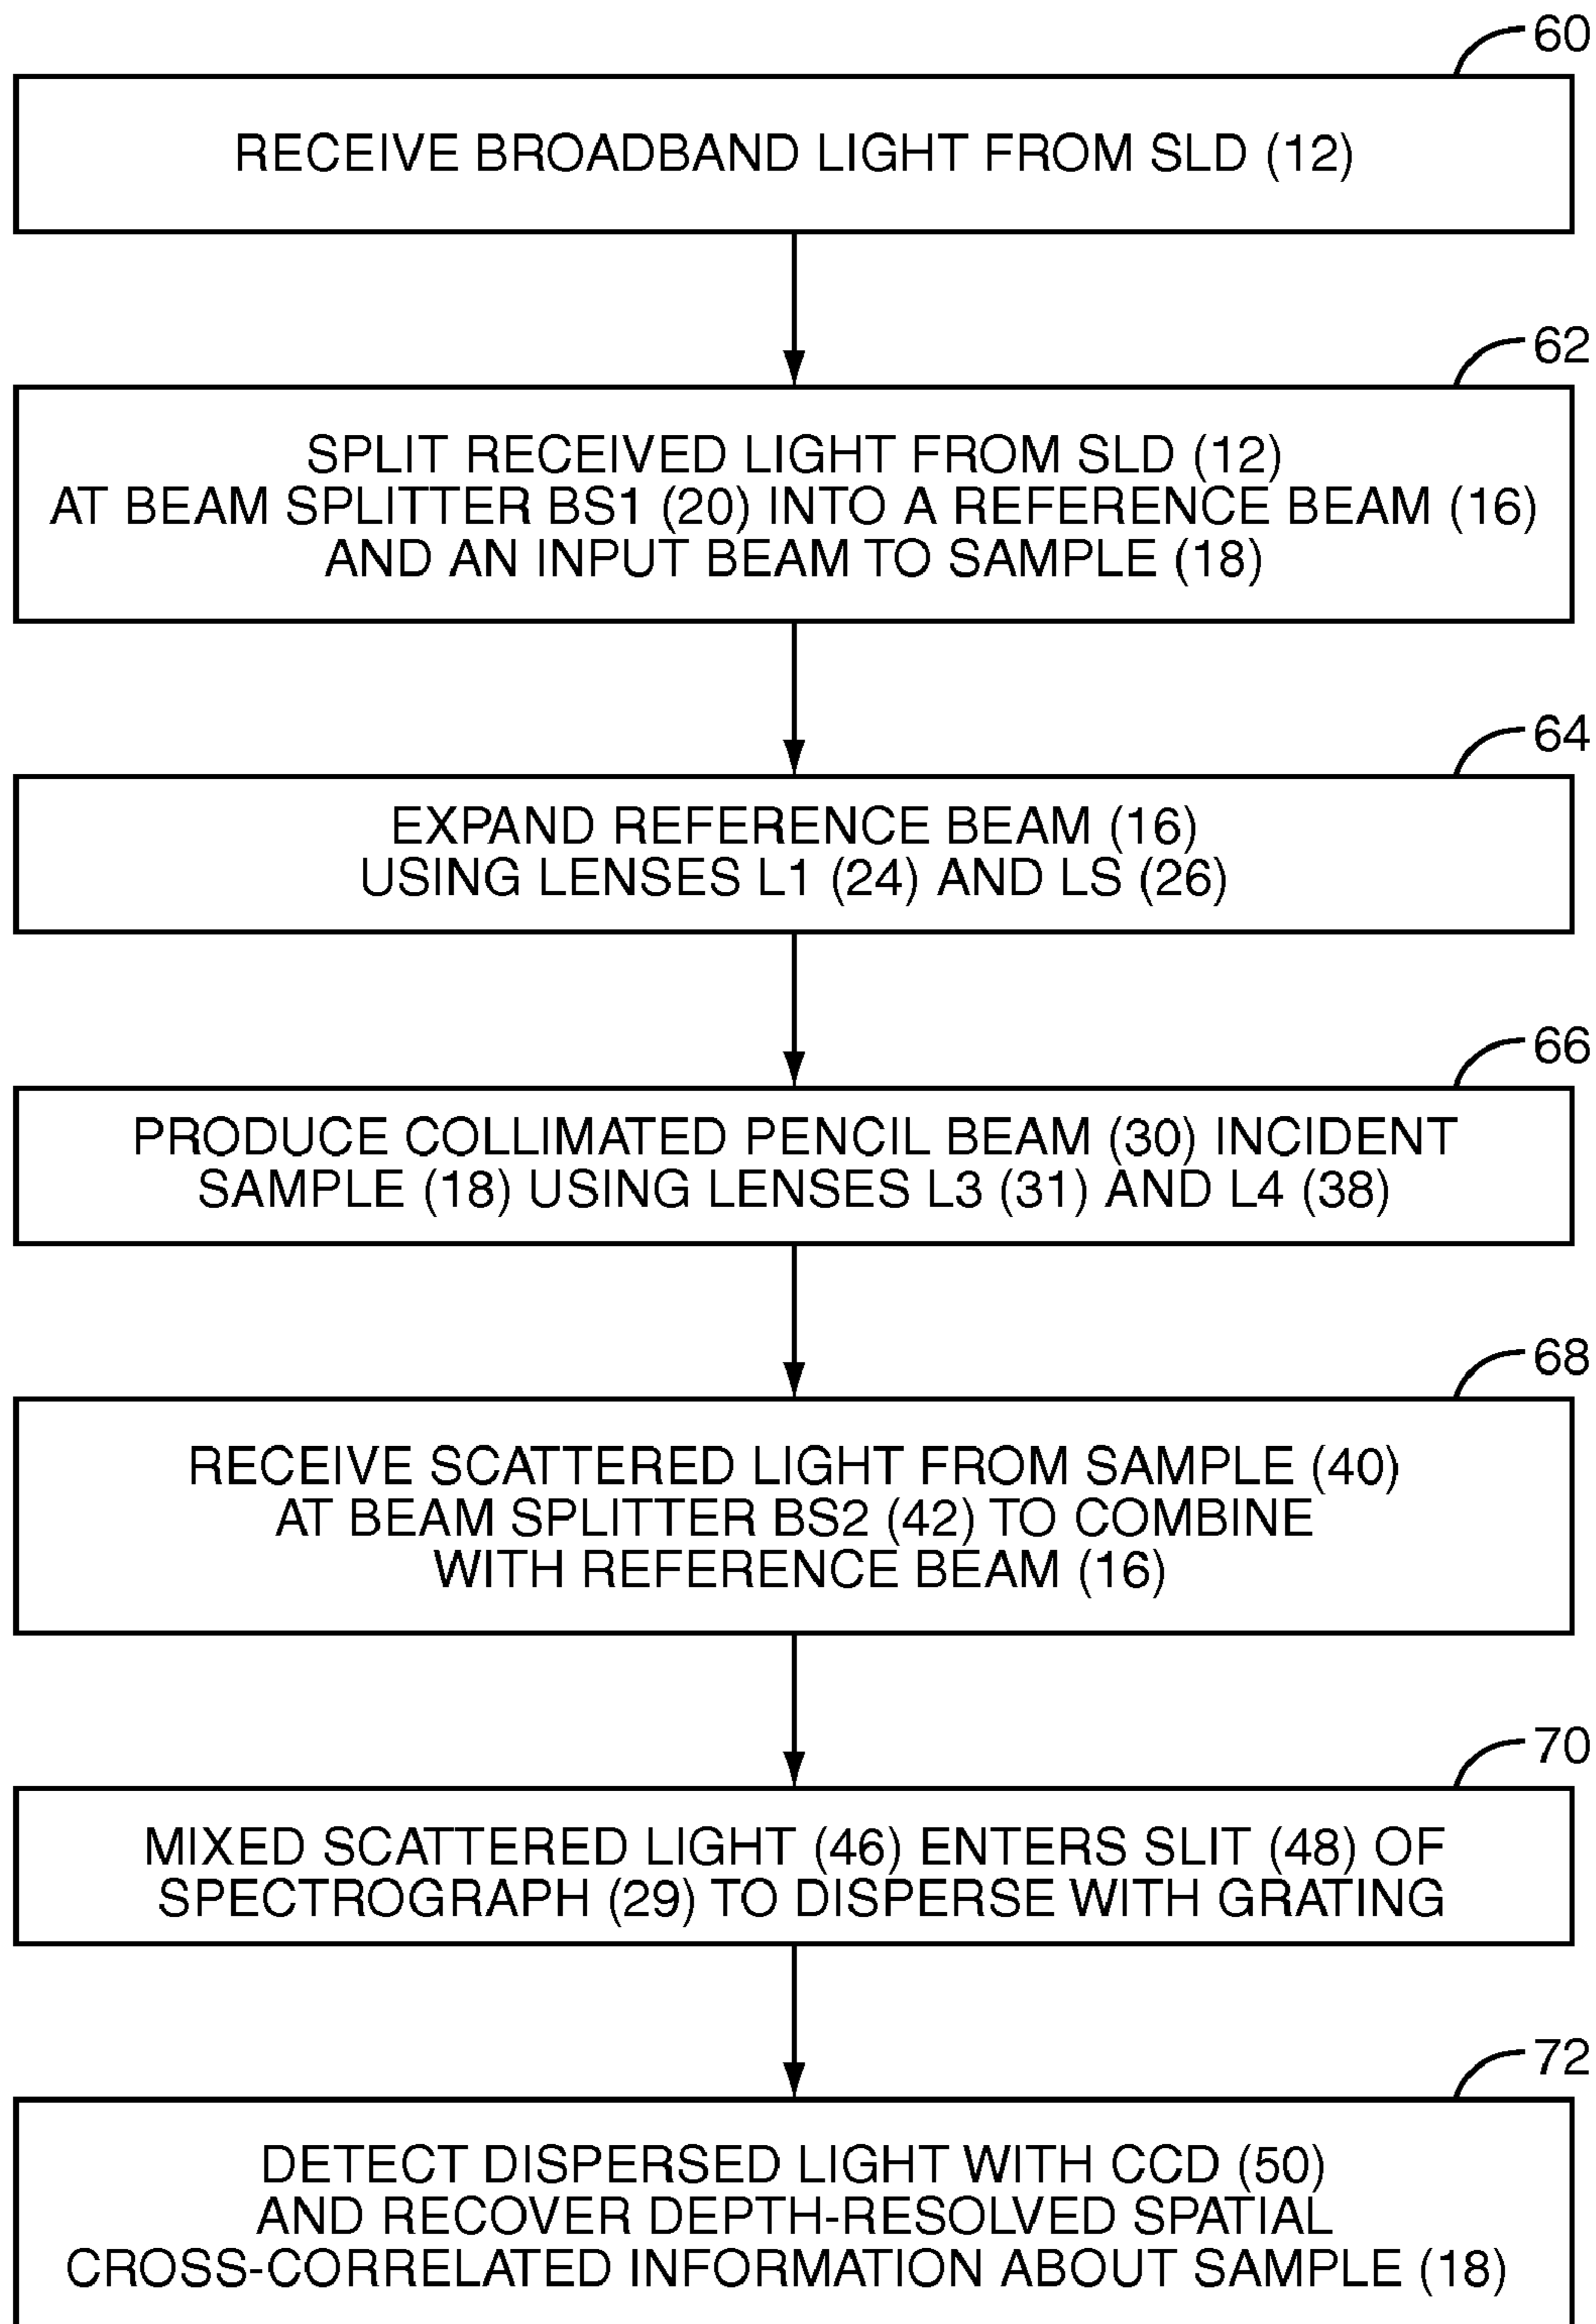 60
RECEIVE BROADBAND LIGHT FROM SLD (12)
62
SPLIT RECEIVED LIGHT FROM SLD (12)
AT BEAM SPLITTER BS1 (20) INTO A REFERENCE BEAM (16)
AND AN INPUT BEAM TO SAMPLE (18)
64
EXPAND REFERENCE BEAM (16)
USING LENSES L1 (24) AND LS (26)
66
PRODUCE COLLIMATED PENCIL BEAM (30) INCIDENT
SAMPLE (18) USING LENSES L3 (31) AND L4 (38)
68
RECEIVE SCATTERED LIGHT FROM SAMPLE (40)
AT BEAM SPLITTER BS2 (42) TO COMBINE
WITH REFERENCE BEAM (16)
70
MIXED SCATTERED LIGHT (46) ENTERS SLIT (48) OF
SPECTROGRAPH (29) TO DISPERSE WITH GRATING
72
DETECT DISPERSED LIGHT WITH CCD (50)
AND RECOVER DEPTH-RESOLVED SPATIAL
CROSS-CORRELATED INFORMATION ABOUT SAMPLE (18)